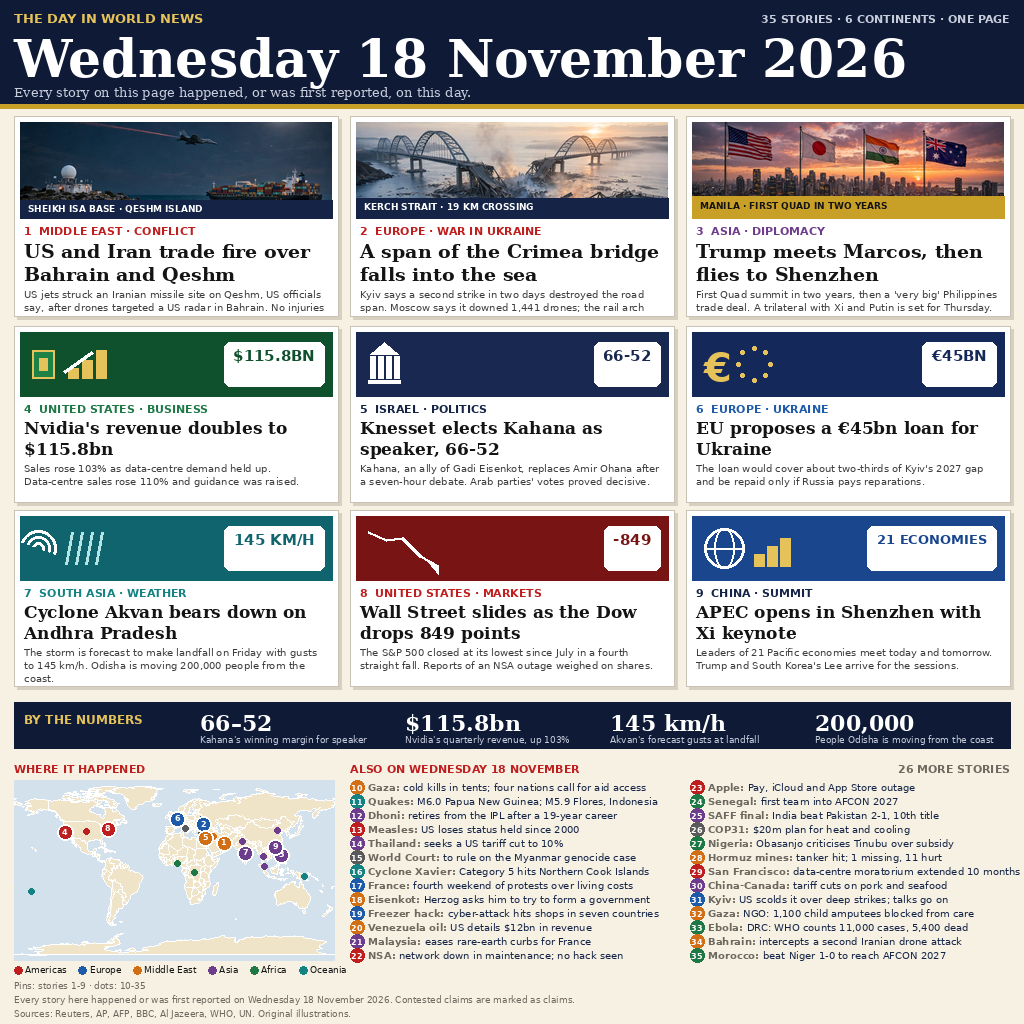 THE DAY IN WORLD NEWS
35 STORIES · 6 CONTINENTS · ONE PAGE
Wednesday 18 November 2026
Every story on this page happened, or was first reported, on this day.
SHEIKH ISA BASE · QESHM ISLAND
1 MIDDLE EAST · CONFLICT
US and Iran trade fire over
Bahrain and Qeshm
US jets struck an Iranian missile site on Qeshm, US officials
say, after drones targeted a US radar in Bahrain. No injuries
KERCH STRAIT · 19 KM CROSSING
2 EUROPE · WAR IN UKRAINE
A span of the Crimea bridge
falls into the sea
Kyiv says a second strike in two days destroyed the road
span. Moscow says it downed 1,441 drones; the rail arch
MANILA · FIRST QUAD IN TWO YEARS
3 ASIA · DIPLOMACY
Trump meets Marcos, then
flies to Shenzhen
First Quad summit in two years, then a 'very big' Philippines
trade deal. A trilateral with Xi and Putin is set for Thursday.
$115.8BN
4 UNITED STATES · BUSINESS
Nvidia's revenue doubles to
$115.8bn
Sales rose 103% as data-centre demand held up.
Data-centre sales rose 110% and guidance was raised.
66-52
5 ISRAEL · POLITICS
Knesset elects Kahana as
speaker, 66-52
Kahana, an ally of Gadi Eisenkot, replaces Amir Ohana after
a seven-hour debate. Arab parties' votes proved decisive.
€
€45BN
6 EUROPE · UKRAINE
EU proposes a €45bn loan for
Ukraine
The loan would cover about two-thirds of Kyiv's 2027 gap
and be repaid only if Russia pays reparations.
145 KM/H
7 SOUTH ASIA · WEATHER
Cyclone Akvan bears down on
Andhra Pradesh
The storm is forecast to make landfall on Friday with gusts
to 145 km/h. Odisha is moving 200,000 people from the
coast.
-849
8 UNITED STATES · MARKETS
Wall Street slides as the Dow
drops 849 points
The S&P 500 closed at its lowest since July in a fourth
straight fall. Reports of an NSA outage weighed on shares.
21 ECONOMIES
9 CHINA · SUMMIT
APEC opens in Shenzhen with
Xi keynote
Leaders of 21 Pacific economies meet today and tomorrow.
Trump and South Korea's Lee arrive for the sessions.
BY THE NUMBERS
66–52
Kahana's winning margin for speaker
$115.8bn
Nvidia's quarterly revenue, up 103%
145 km/h
Akvan's forecast gusts at landfall
200,000
People Odisha is moving from the coast
WHERE IT HAPPENED
4
8
6
2
5
1
7
9
Americas
Europe
Middle East
Asia
Africa
Oceania
ALSO ON WEDNESDAY 18 NOVEMBER
26 MORE STORIES
10 Gaza: cold kills in tents; four nations call for aid access
11 Quakes: M6.0 Papua New Guinea; M5.9 Flores, Indonesia
12 Dhoni: retires from the IPL after a 19-year career
13 Measles: US loses status held since 2000
14 Thailand: seeks a US tariff cut to 10%
15 World Court: to rule on the Myanmar genocide case
16 Cyclone Xavier: Category 5 hits Northern Cook Islands
17 France: fourth weekend of protests over living costs
18 Eisenkot: Herzog asks him to try to form a government
19 Freezer hack: cyber-attack hits shops in seven countries
20 Venezuela oil: US details $12bn in revenue
21 Malaysia: eases rare-earth curbs for France
22 NSA: network down in maintenance; no hack seen
23 Apple: Pay, iCloud and App Store outage
24 Senegal: first team into AFCON 2027
25 SAFF final: India beat Pakistan 2-1, 10th title
26 COP31: $20m plan for heat and cooling
27 Nigeria: Obasanjo criticises Tinubu over subsidy
28 Hormuz mines: tanker hit; 1 missing, 11 hurt
29 San Francisco: data-centre moratorium extended 10 months
30 China-Canada: tariff cuts on pork and seafood
31 Kyiv: US scolds it over deep strikes; talks go on
32 Gaza: NGO: 1,100 child amputees blocked from care
33 Ebola: DRC: WHO counts 11,000 cases, 5,400 dead
34 Bahrain: intercepts a second Iranian drone attack
35 Morocco: beat Niger 1-0 to reach AFCON 2027
Pins: stories 1-9 · dots: 10-35
Every story here happened or was first reported on Wednesday 18 November 2026. Contested claims are marked as claims.
Sources: Reuters, AP, AFP, BBC, Al Jazeera, WHO, UN. Original illustrations.